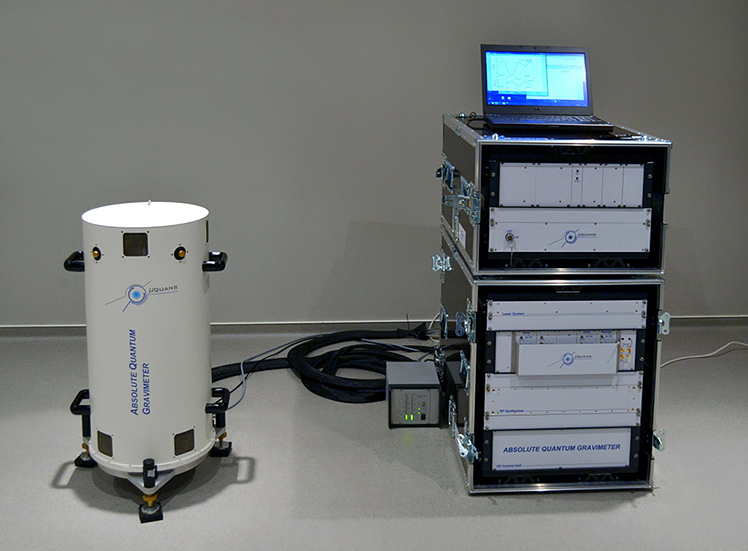 μQUANS
ABSOLUTE QUANTUM
GRAVIMETER
μQUANS
Laser System
μQUANS
RF Synthesizer
ABSOLUTE QUANTUM GRAVIMETER